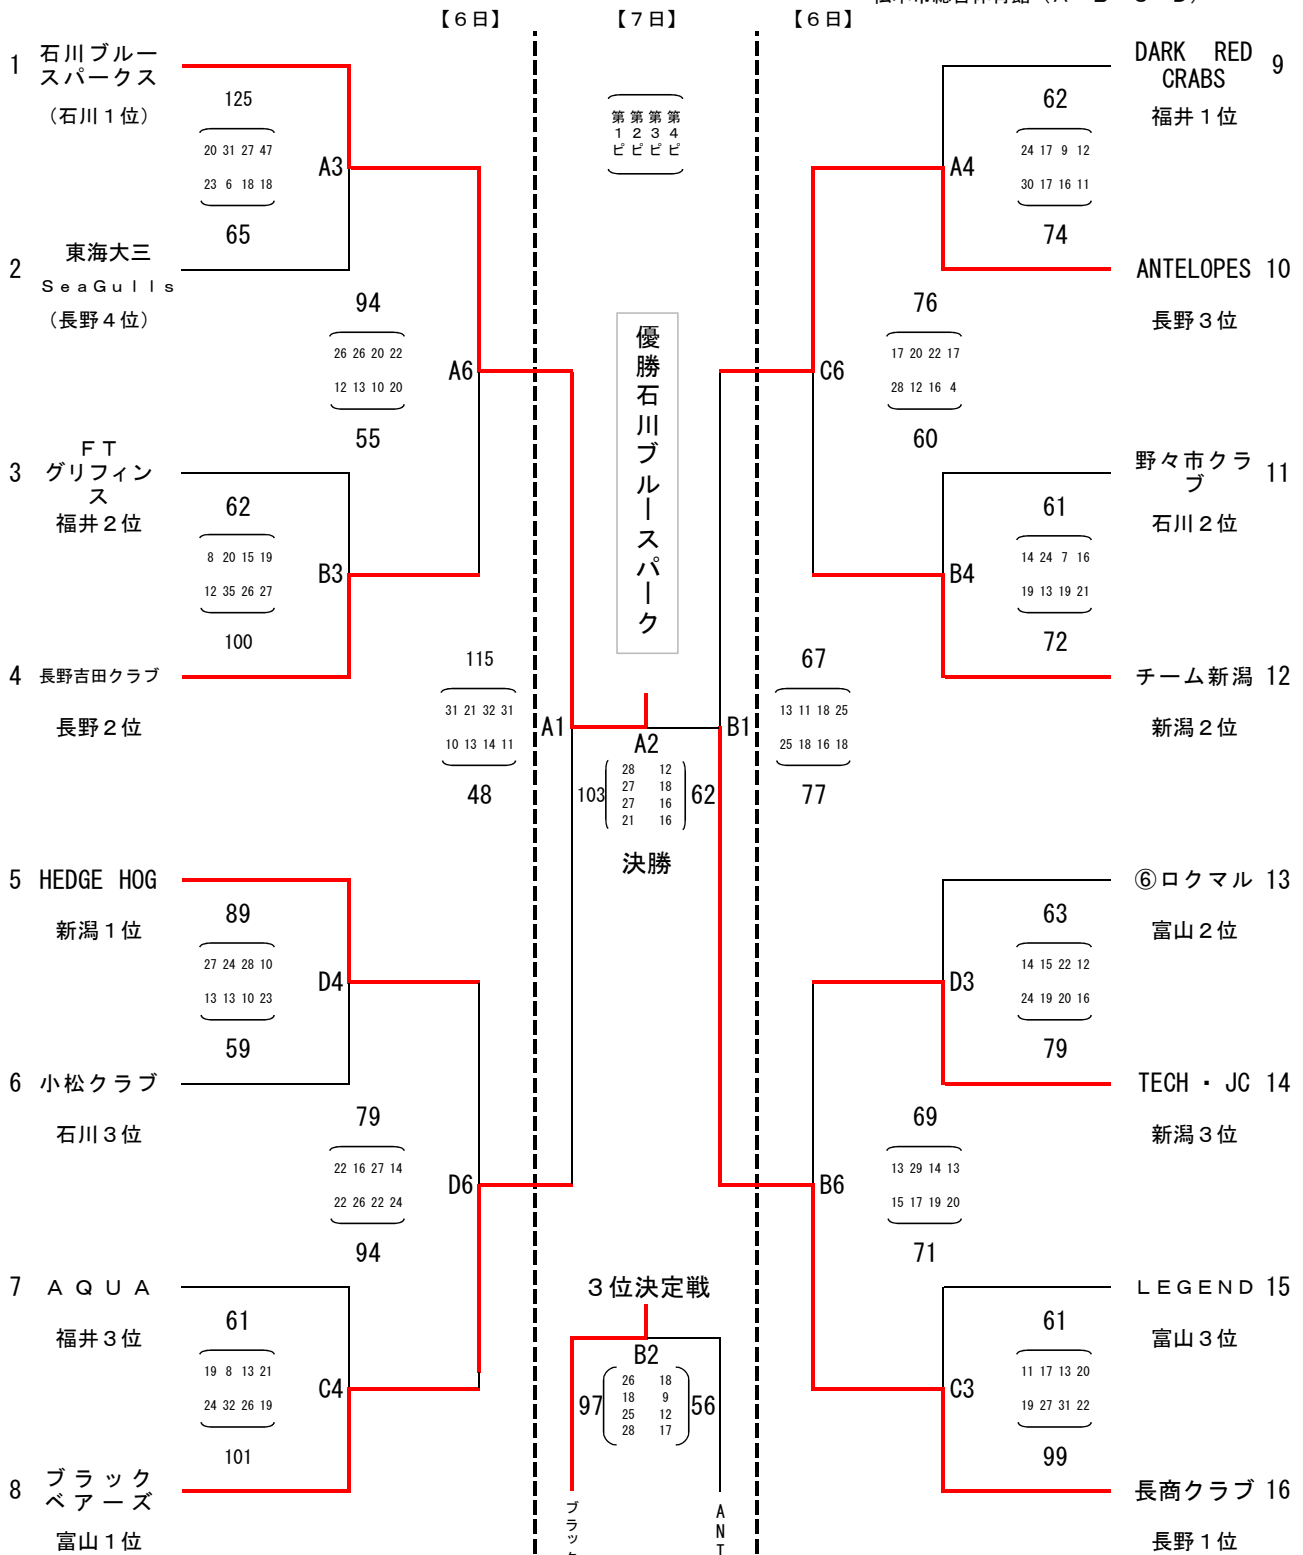 【６日】
【７日】
【６日】
1
石川ブルー
スパークス
（石川１位）
125
20 31 27 47
23 6 18 18
65
A3
2
東海大三
ＳｅａＧｕｌｌｓ
（長野４位）
94
26 26 20 22
12 13 10 20
55
A6
3
ＦＴ
グリフィン
ス
福井２位
62
8 20 15 19
12 35 26 27
100
B3
4
長野吉田クラブ
長野２位
115
31 21 32 31
10 13 14 11
48
A1
5
HEDGE HOG
新潟１位
89
27 24 28 10
13 13 10 23
59
D4
6
小松クラブ
石川３位
79
22 16 27 14
22 26 22 24
94
D6
7
ＡＱＵＡ
福井３位
61
19 8 13 21
24 32 26 19
101
C4
8
ブラック
ベアーズ
富山１位
第１ピ
第２ピ
第３ピ
第４ピ
優勝石川ブルースパーク
A2
103
28 12
27 18
27 16
21 16
62
決勝
３位決定戦
B2
97
26 18
18 9
25 12
28 17
56
ブラック
ANT
DARK RED
CRABS
9
福井１位
62
24 17 9 12
30 17 16 11
74
A4
ANTELOPES
10
長野３位
76
17 20 22 17
28 12 16 4
60
C6
野々市クラ
ブ
11
石川２位
61
14 24 7 16
19 13 19 21
72
B4
チーム新潟
12
新潟２位
67
13 11 18 25
25 18 16 18
77
B1
⑥ロクマル
13
富山２位
63
14 15 22 12
24 19 20 16
79
D3
TECH・JC
14
新潟３位
69
13 29 14 13
15 17 19 20
71
B6
ＬＥＧＥＮＤ
15
富山３位
61
11 17 13 20
19 27 31 22
99
C3
長商クラブ
16
長野１位